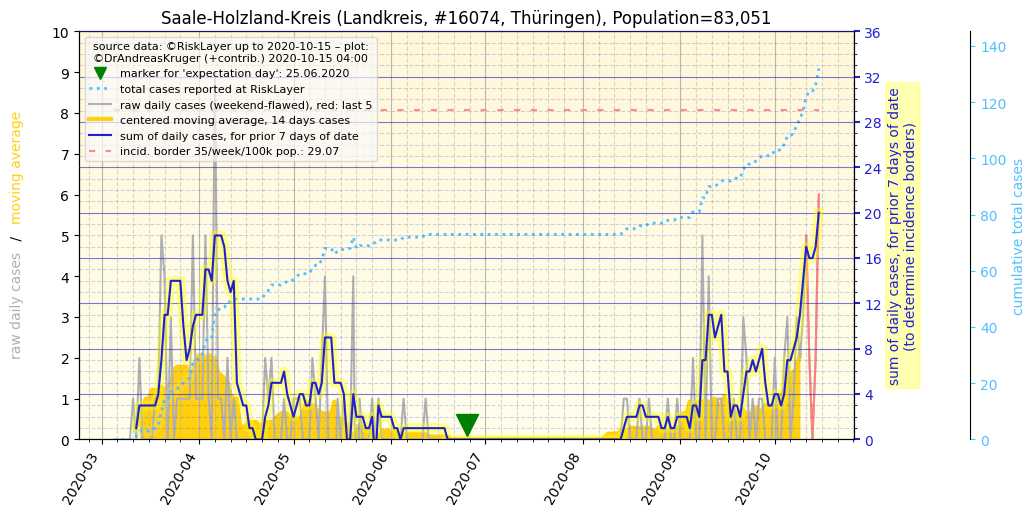 Saale-Holzland-Kreis (Landkreis, #16074, Thüringen), Population=83,051
source data: ©RiskLayer up to 2020-10-15 – plot:
©DrAndreasKruger (+contrib.) 2020-10-15 04:00
marker for 'expectation day': 25.06.2020
total cases reported at RiskLayer
raw daily cases (weekend-flawed), red: last 5
centered moving average, 14 days cases
sum of daily cases, for prior 7 days of date
incid. border 35/week/100k pop.: 29.07
raw daily cases / moving average
10
9
8
7
6
5
4
3
2
1
0
2020-03
2020-04
2020-05
2020-06
2020-07
2020-08
2020-09
2020-10
36
32
28
24
20
16
12
8
4
0
sum of daily cases, for prior 7 days of date
(to determine incidence borders)
140
120
100
80
60
40
20
0
cumulative total cases